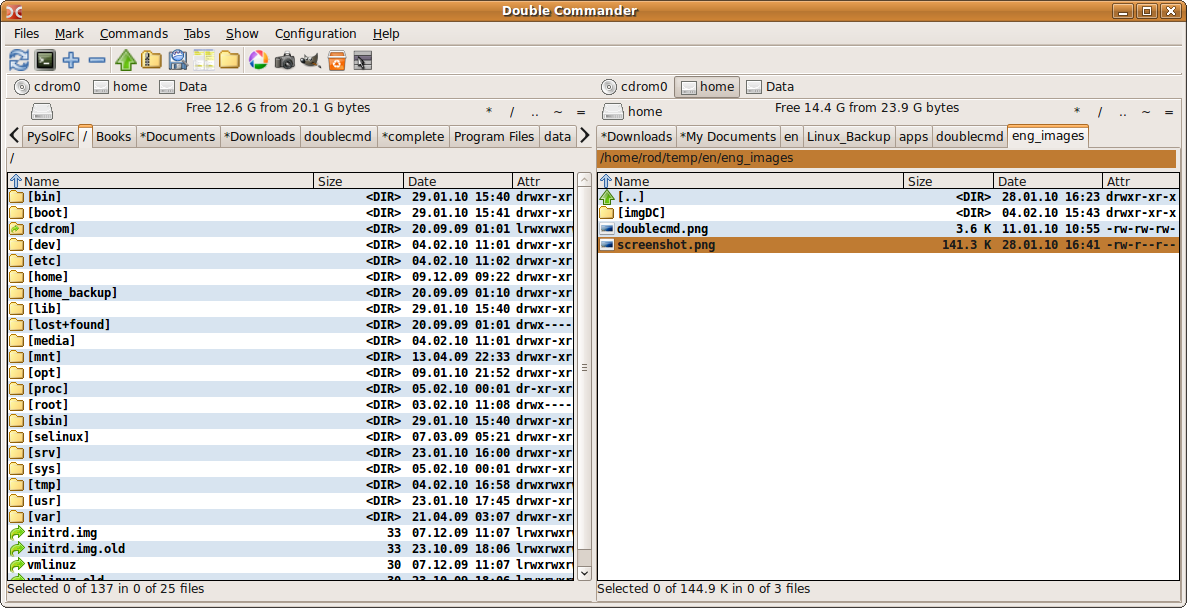 Double Commander
Files Mark Commands Tabs Show Configuration Help
cdrom0 home Data
Free 12.6 G from 20.1 G bytes * / .. ~ =
PySolFC / Books *Documents *Downloads doublecmd *complete Program Files data
/
Name Size Date Attr
[bin] <DIR> 29.01.10 15:40 drwxr-xr
[boot] <DIR> 29.01.10 15:41 drwxr-xr
[cdrom] <DIR> 20.09.09 01:01 lrwxrwxrw
[dev] <DIR> 04.02.10 11:01 drwxr-xr
[etc] <DIR> 04.02.10 11:02 drwxr-xr
[home] <DIR> 09.12.09 09:22 drwxr-xr
[home_backup] <DIR> 20.09.09 01:10 drwxr-xr
[lib] <DIR> 29.01.10 15:40 drwxr-xr
[lost+found] <DIR> 20.09.09 01:01 drwx----
[media] <DIR> 04.02.10 11:01 drwxr-xr
[mnt] <DIR> 13.04.09 22:33 drwxr-xr
[opt] <DIR> 09.01.10 21:52 drwxr-xr
[proc] <DIR> 05.02.10 00:01 dr-xr-xr
[root] <DIR> 03.02.10 11:08 drwx----
[sbin] <DIR> 29.01.10 15:40 drwxr-xr
[selinux] <DIR> 07.03.09 05:21 drwxr-xr
[srv] <DIR> 23.01.10 16:00 drwxr-xr
[sys] <DIR> 05.02.10 00:01 drwxr-xr
[tmp] <DIR> 04.02.10 16:58 drwxrwxrw
[usr] <DIR> 23.01.10 17:45 drwxr-xr
[var] <DIR> 21.04.09 03:07 drwxr-xr
initrd.img 33 07.12.09 11:07 lrwxrwxrw
initrd.img.old 33 23.10.09 18:06 lrwxrwxrw
vmlinuz 30 07.12.09 11:07 lrwxrwxrw
vmlinuz.old 30 23.10.09 18:06 lrwxrwxrw
Selected 0 of 137 in 0 of 25 files
cdrom0 home Data
home Free 14.4 G from 23.9 G bytes * / .. ~ =
*Downloads *My Documents en Linux_Backup apps doublecmd eng_images
/home/rod/temp/en/eng_images
Name Size Date Attr
[..] <DIR> 28.01.10 16:23 drwxr-xr-x
[imgDC] <DIR> 04.02.10 15:43 drwxr-xr-x
doublecmd.png 3.6 K 11.01.10 10:55 -rw-rw-rw-
screenshot.png 141.3 K 28.01.10 16:41 -rw-r--r--
Selected 0 of 144.9 K in 0 of 3 files